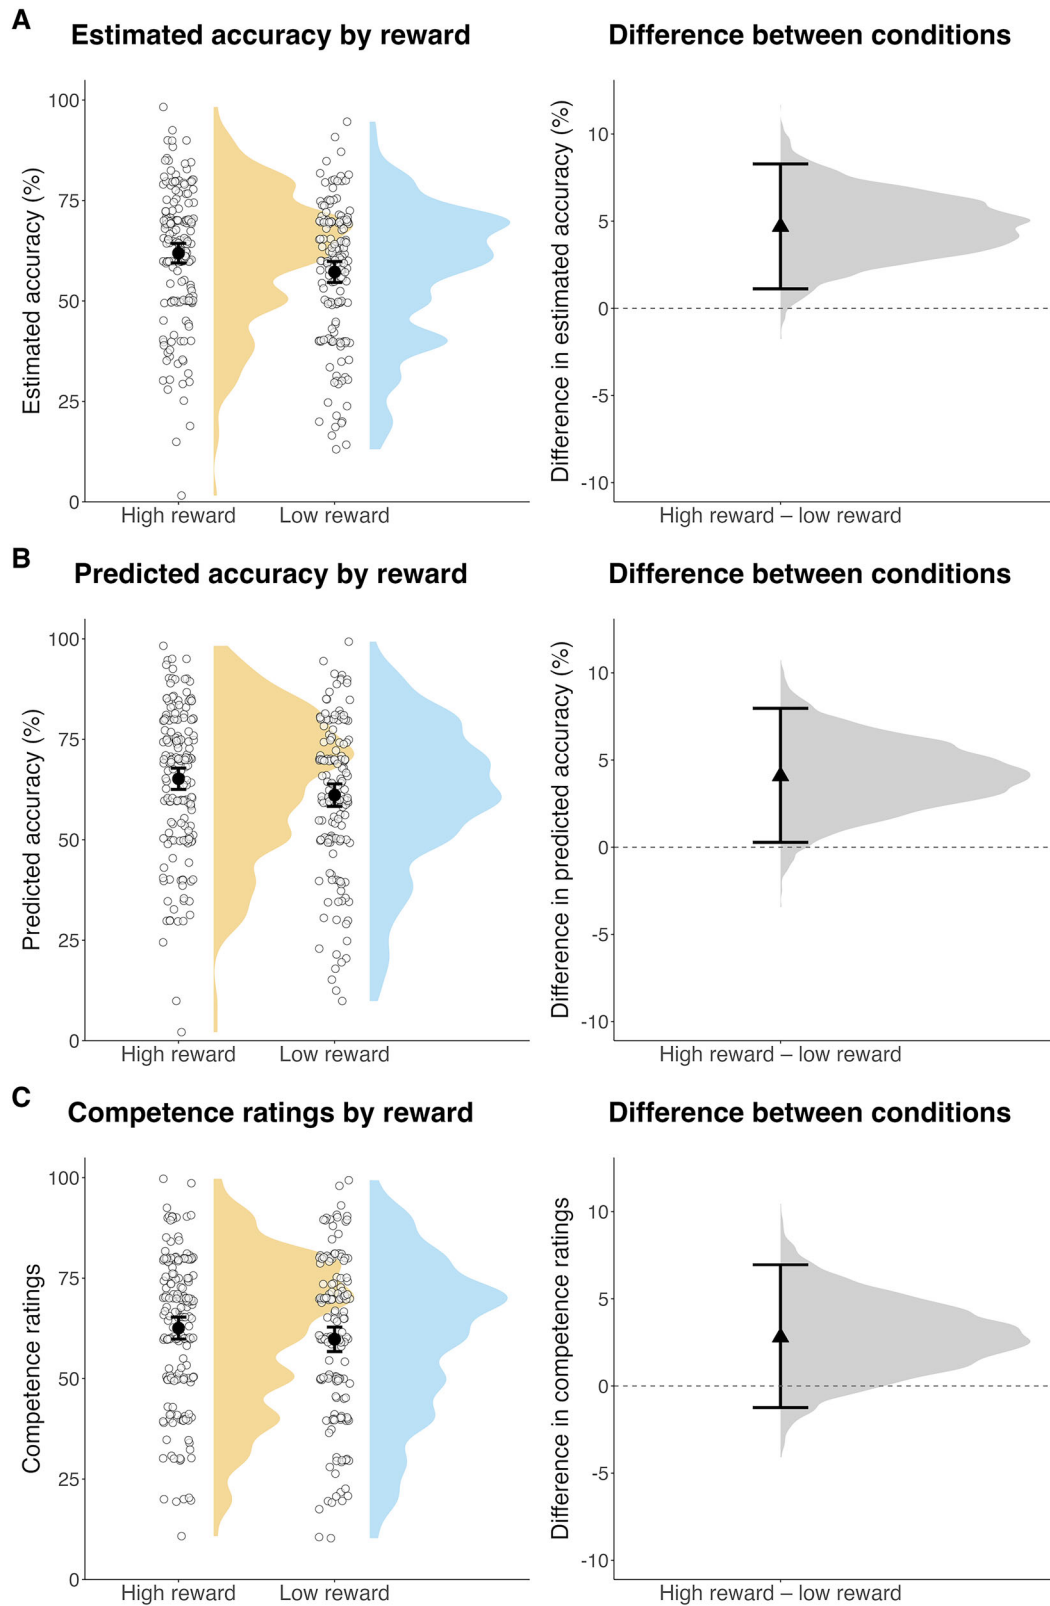 A
Estimated accuracy by reward
Difference between conditions
Estimated accuracy (%)
100
75
50
25
0
High reward
Low reward
Difference in estimated accuracy (%)
10
5
0
-5
-10
High reward – low reward
B
Predicted accuracy by reward
Difference between conditions
Predicted accuracy (%)
100
75
50
25
0
High reward
Low reward
Difference in predicted accuracy (%)
10
5
0
-5
-10
High reward – low reward
C
Competence ratings by reward
Difference between conditions
Competence ratings
100
75
50
25
0
High reward
Low reward
Difference in competence ratings
10
5
0
-5
-10
High reward – low reward